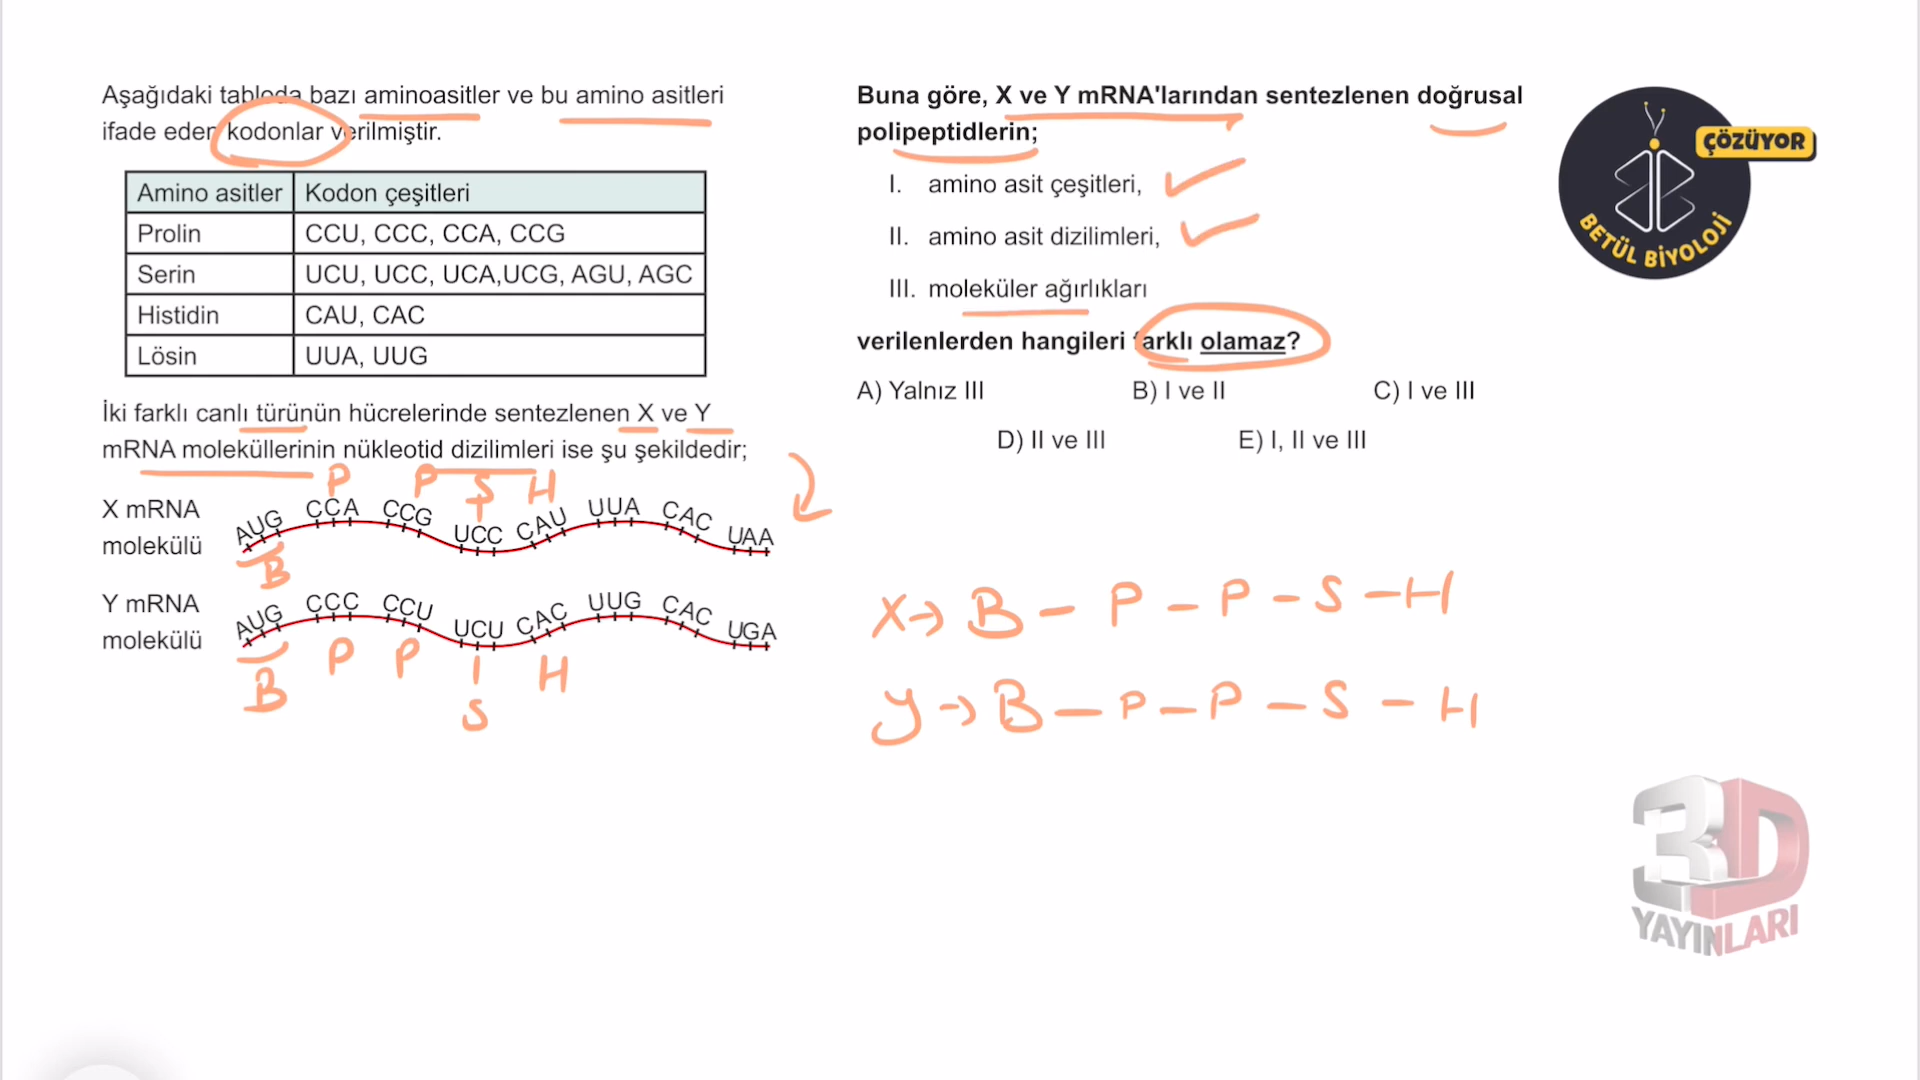 Aşağıdaki tabloda bazı aminoasitler ve bu amino asitleri
ifade eden kodonlar verilmiştir.
Amino asitler Kodon çeşitleri
Prolin CCU, CCC, CCA, CCG
Serin UCU, UCC, UCA,UCG, AGU, AGC
Histidin CAU, CAC
Lösin UUA, UUG
İki farklı canlı türünün hücrelerinde sentezlenen X ve Y
mRNA moleküllerinin nükleotid dizilimleri ise şu şekildedir;
P P S H
X mRNA
molekülü
AUG CCA CCG UCC CAU UUA CAC UAA
B
Y mRNA
molekülü
AUG CCC CCU UCU CAC UUG CAC UGA
B P P S H
Buna göre, X ve Y mRNA'larından sentezlenen doğrusal
polipeptidlerin;
I. amino asit çeşitleri,
II. amino asit dizilimleri,
III. moleküler ağırlıkları
verilenlerden hangileri farklı olamaz?
A) Yalnız III B) I ve II C) I ve III
D) II ve III E) I, II ve III
X→ B – P – P – S – H
Y→ B – P – P – S – H
ÇÖZÜYOR
BETÜL BİYOLOJİ
3D
YAYINLARI